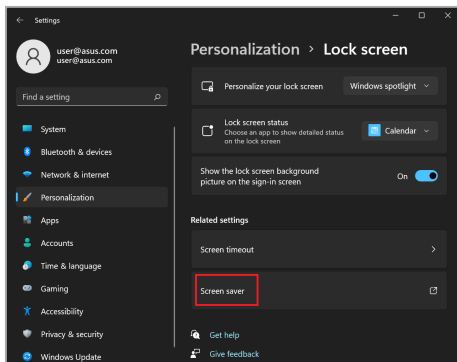 Settings
user@asus.com
user@asus.com
Find a setting
System
Bluetooth & devices
Network & internet
Personalization
Apps
Accounts
Time & language
Gaming
Accessibility
Privacy & security
Windows Update
Personalization > Lock screen
Personalize your lock screen
Windows spotlight
Lock screen status
Choose an app to show detailed status
on the lock screen
Calendar
Show the lock screen background
picture on the sign-in screen
On
Related settings
Screen timeout
Screen saver
Get help
Give feedback